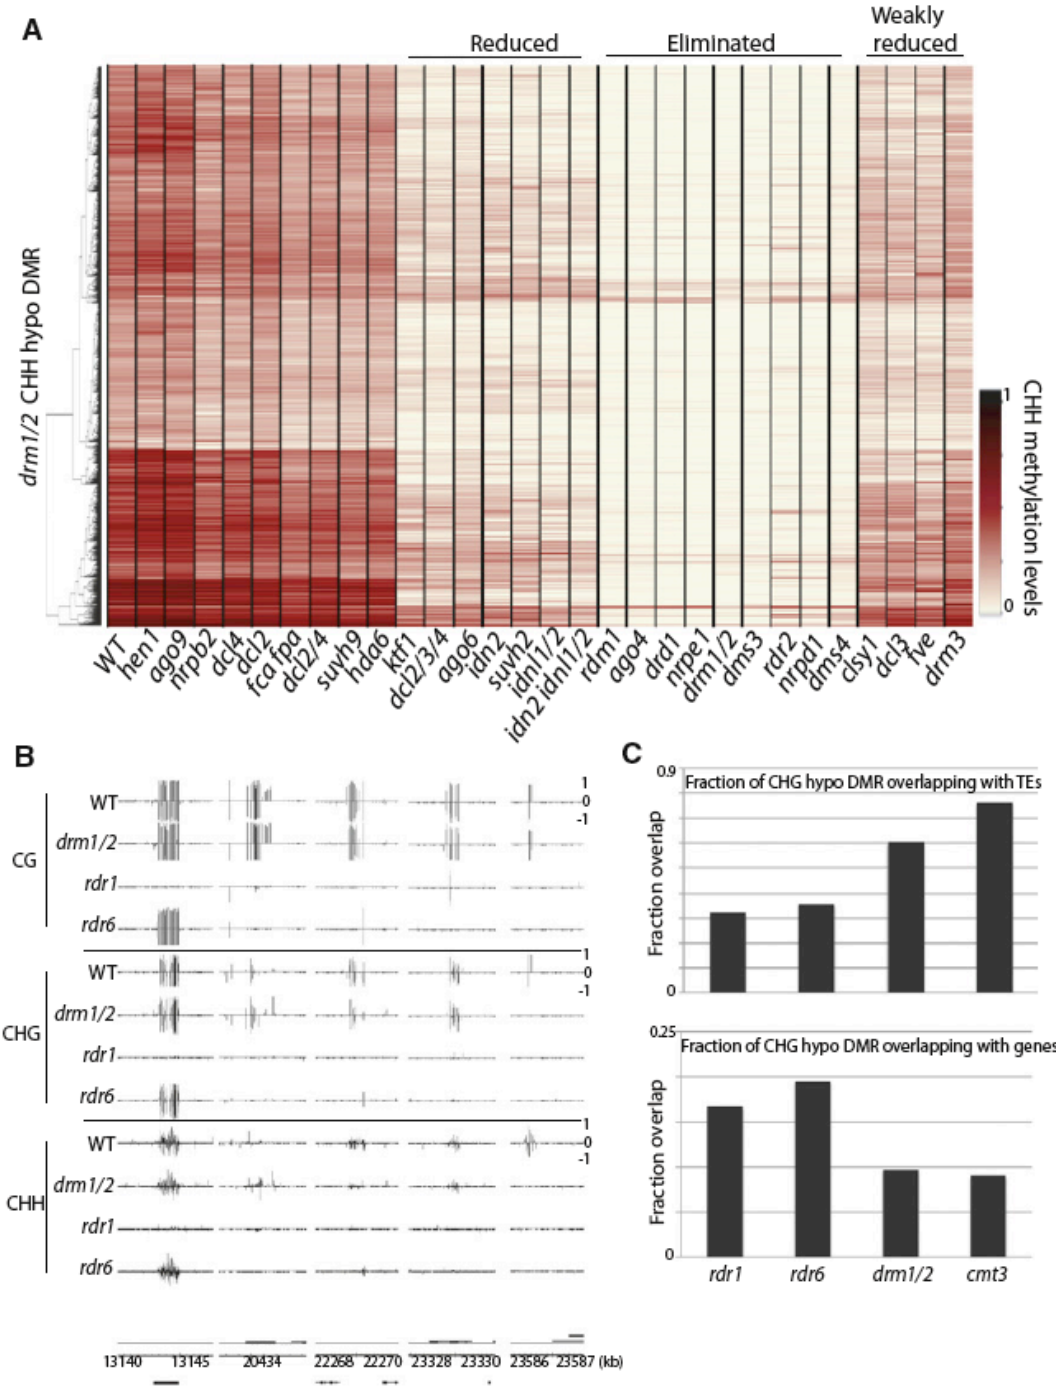 A
Reduced
Eliminated
Weakly
reduced
drm1/2 CHH hypo DMR
1
0
CHH methylation levels
WT
hen1
ago9
nrpb2
dcl4
dcl2
fca fpa
dcl2/4
suvh9
hda6
ktf1
dcl2/3/4
ago6
idn2
suvh2
idnl1/2
idn2 idnl1/2
rdm1
ago4
drd1
nrpe1
drm1/2
dms3
rdr2
nrpd1
dms4
clsy1
dcl3
fve
drm3
B
CG
WT
1
0
-1
drm1/2
rdr1
rdr6
CHG
WT
1
0
-1
drm1/2
rdr1
rdr6
CHH
WT
1
0
-1
drm1/2
rdr1
rdr6
13140 13145 20434 22268 22270 23328 23330 23586 23587 (kb)
C
Fraction of CHG hypo DMR overlapping with TEs
0.9
Fraction overlap
0
Fraction of CHG hypo DMR overlapping with genes
0.25
Fraction overlap
0
rdr1 rdr6 drm1/2 cmt3